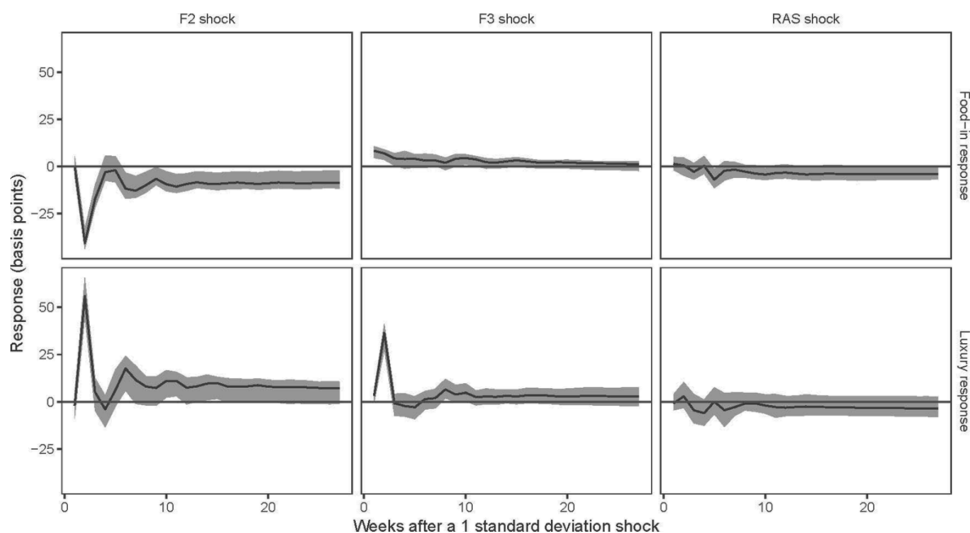 F2 shock F3 shock RAS shock
50
25
0
−25
Food−in response
50
25
0
−25
Luxury response
Response (basis points)
0 10 20 0 10 20 0 10 20
Weeks after a 1 standard deviation shock